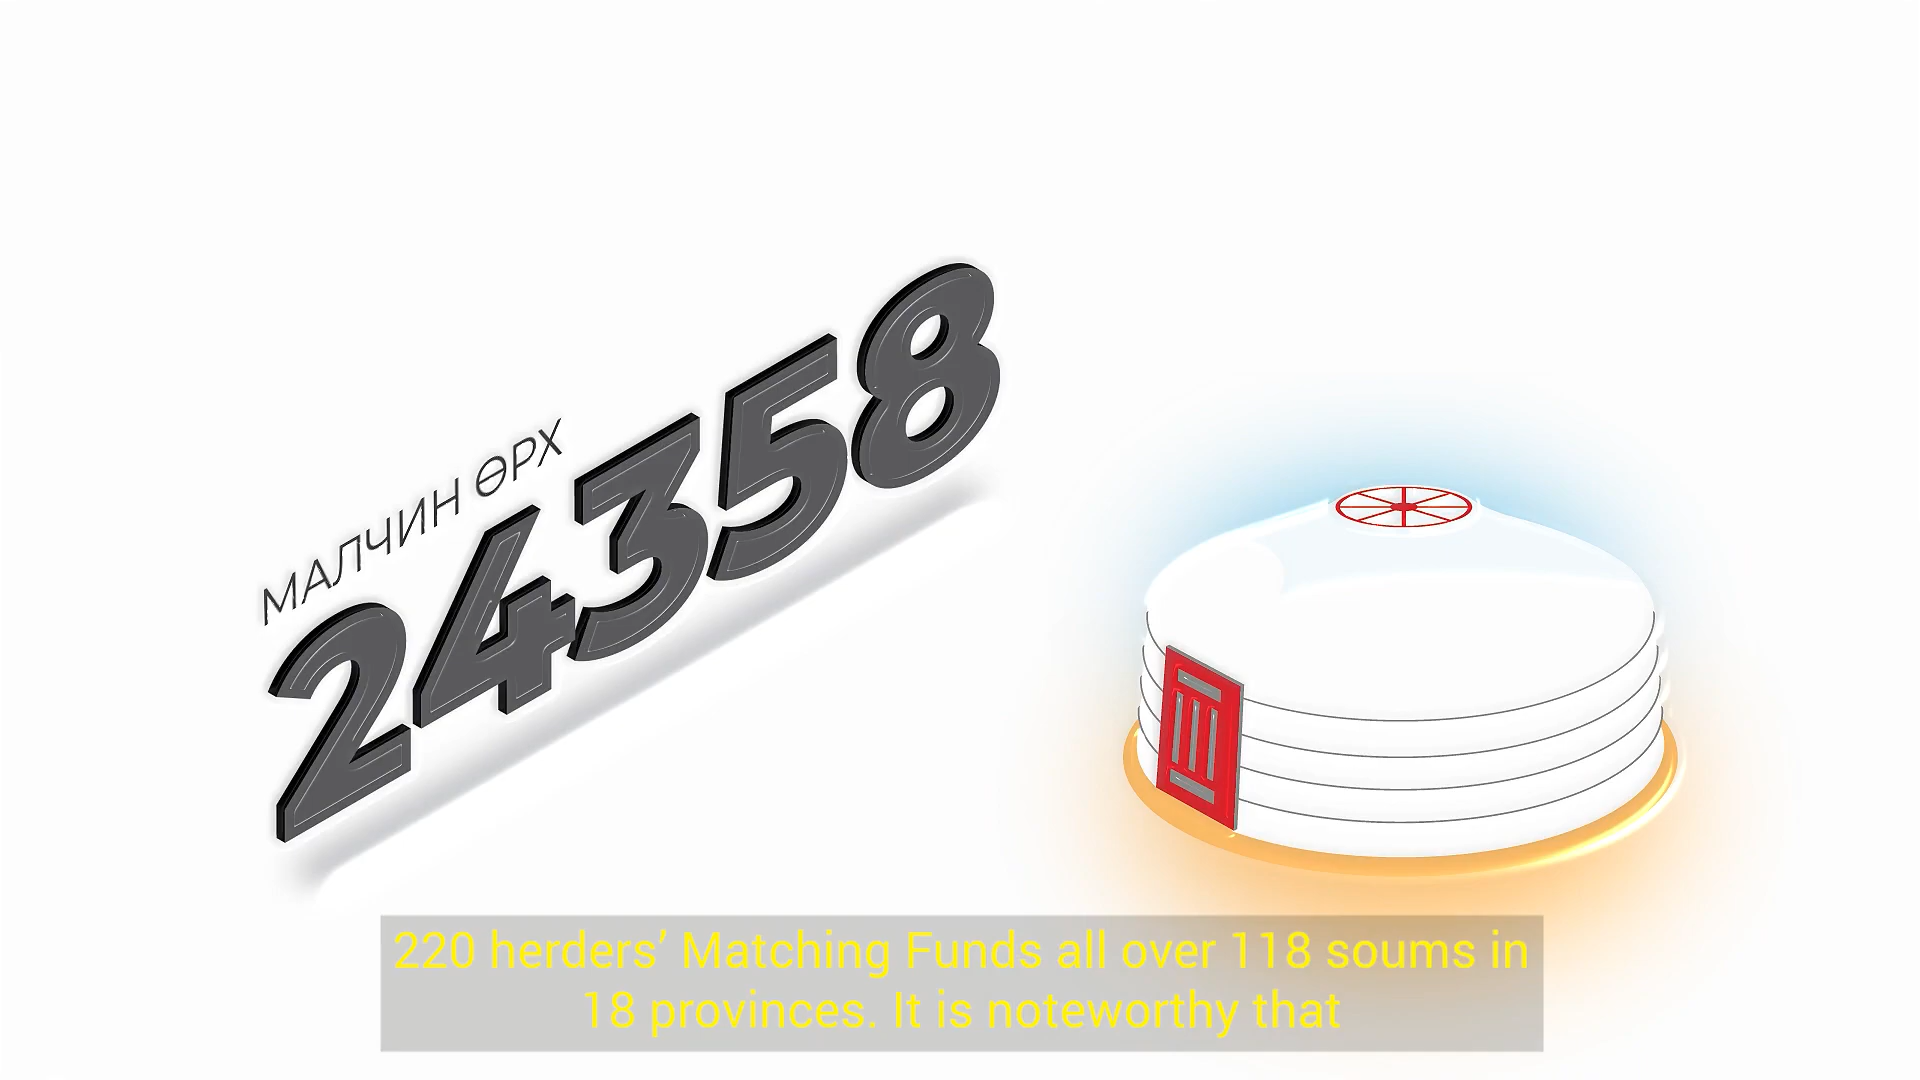 МАЛЧИН ӨРХ
24358
220 herders’ Matching Funds all over 118 soums in
18 provinces. It is noteworthy that